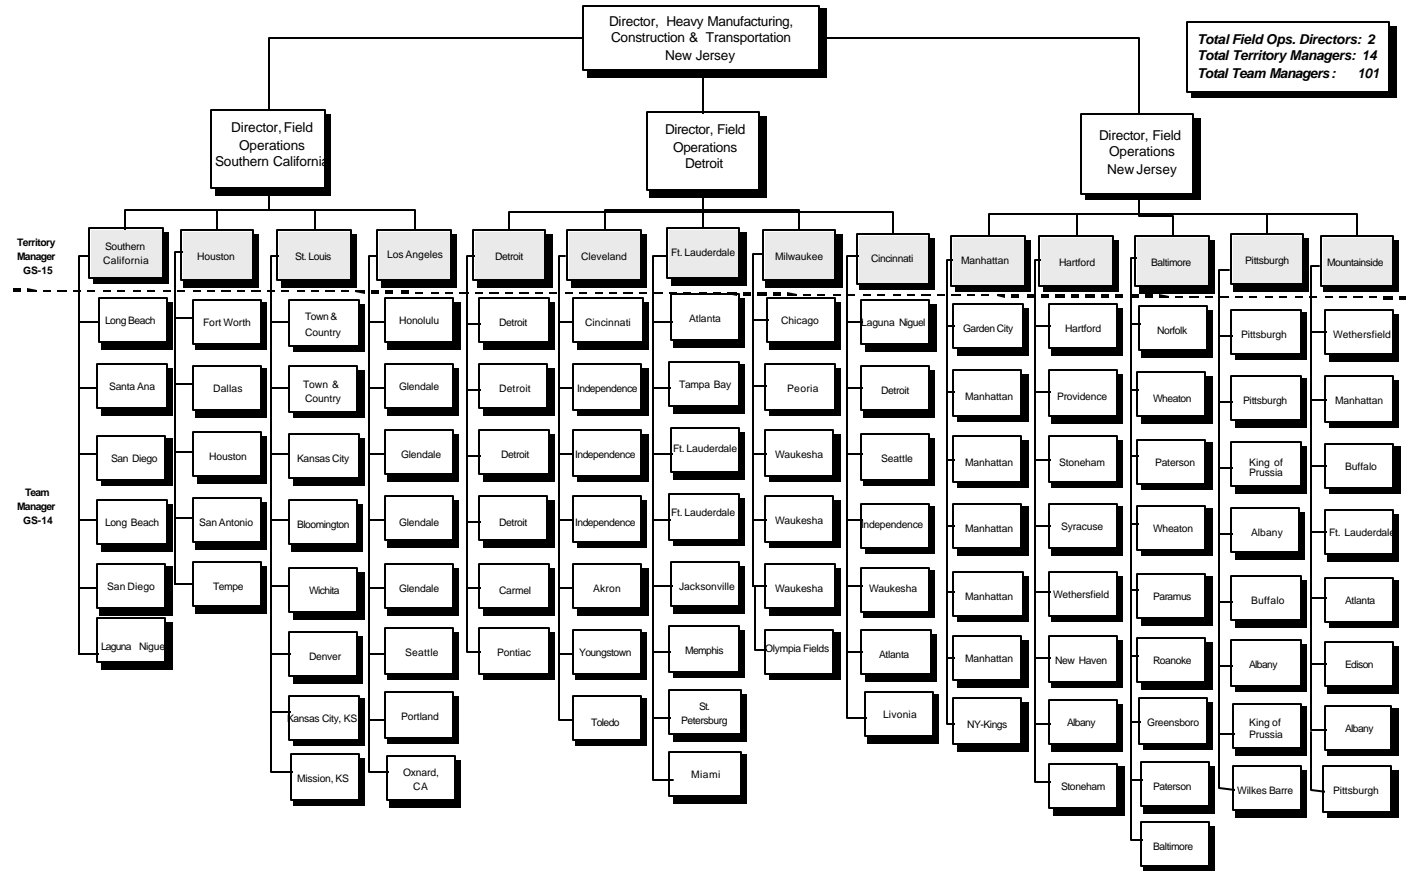 Director, Heavy Manufacturing,
Construction & Transportation
New Jersey
Total Field Ops. Directors: 2
Total Territory Managers: 14
Total Team Managers: 101
Director, Field
Operations
Southern California
Director, Field
Operations
Detroit
Director, Field
Operations
New Jersey
Territory
Manager
GS-15
Southern
California
Houston
St. Louis
Los Angeles
Detroit
Cleveland
Ft. Lauderdale
Milwaukee
Cincinnati
Manhattan
Hartford
Baltimore
Pittsburgh
Mountainside
Team
Manager
GS-14
Long Beach
Santa Ana
San Diego
Long Beach
San Diego
Laguna Nigue
Fort Worth
Dallas
Houston
San Antonio
Tempe
Town &
Country
Town &
Country
Kansas City
Bloomington
Wichita
Denver
Kansas City, KS
Mission, KS
Honolulu
Glendale
Glendale
Glendale
Glendale
Seattle
Portland
Oxnard,
CA
Detroit
Detroit
Detroit
Detroit
Carmel
Pontiac
Cincinnati
Independence
Independence
Independence
Akron
Youngstown
Toledo
Atlanta
Tampa Bay
Ft. Lauderdale
Ft. Lauderdale
Jacksonville
Memphis
St.
Petersburg
Miami
Chicago
Peoria
Waukesha
Waukesha
Waukesha
Olympia Fields
Laguna Niguel
Detroit
Seattle
Independence
Waukesha
Atlanta
Livonia
Garden City
Manhattan
Manhattan
Manhattan
Manhattan
Manhattan
NY-Kings
Hartford
Providence
Stoneham
Syracuse
Wethersfield
New Haven
Albany
Stoneham
Norfolk
Wheaton
Paterson
Wheaton
Paramus
Roanoke
Greensboro
Paterson
Baltimore
Pittsburgh
Pittsburgh
King of
Prussia
Albany
Buffalo
Albany
King of
Prussia
Wilkes Barre
Wethersfield
Manhattan
Buffalo
Ft. Lauderdale
Atlanta
Edison
Albany
Pittsburgh